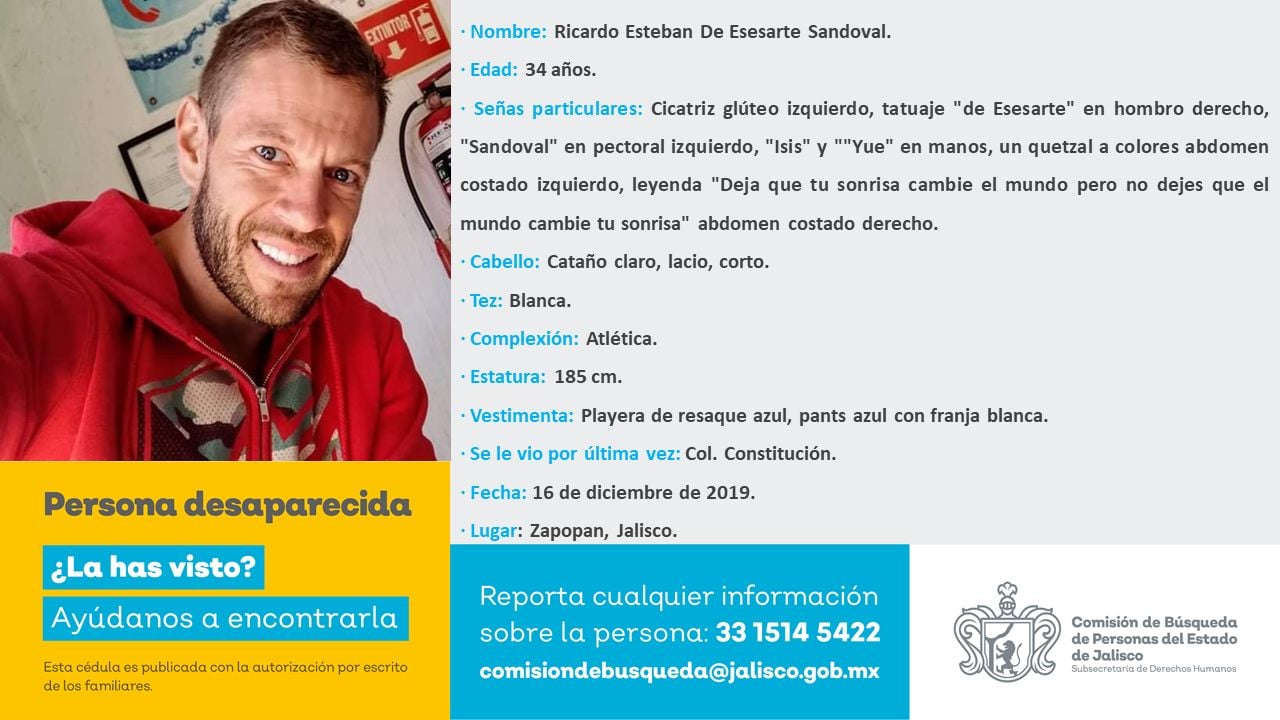 EXTINTOR
· Nombre: Ricardo Esteban De Esesarte Sandoval.
· Edad: 34 años.
· Señas particulares: Cicatriz glúteo izquierdo, tatuaje "de Esesarte" en hombro derecho,
"Sandoval" en pectoral izquierdo, "Isis" y ""Yue" en manos, un quetzal a colores abdomen
costado izquierdo, leyenda "Deja que tu sonrisa cambie el mundo pero no dejes que el
mundo cambie tu sonrisa" abdomen costado derecho.
· Cabello: Cataño claro, lacio, corto.
· Tez: Blanca.
· Complexión: Atlética.
· Estatura: 185 cm.
· Vestimenta: Playera de resaque azul, pants azul con franja blanca.
· Se le vio por última vez: Col. Constitución.
· Fecha: 16 de diciembre de 2019.
· Lugar: Zapopan, Jalisco.
Persona desaparecida
¿La has visto?
Ayúdanos a encontrarla
Esta cédula es publicada con la autorización por escrito
de los familiares.
Reporta cualquier información
sobre la persona: 33 1514 5422
comisiondebusqueda@jalisco.gob.mx
Comisión de Búsqueda
de Personas del Estado
de Jalisco
Subsecretaría de Derechos Humanos